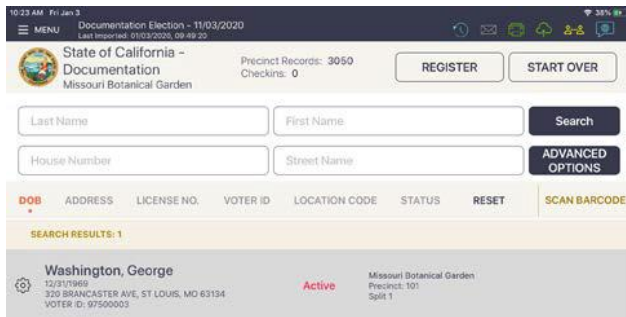 10:23 AM Fri Jan 3
38%
MENU
Documentation Election - 11/03/2020
Last Imported: 01/03/2020, 09:49:20
State of California -
Documentation
Missouri Botanical Garden
Precinct Records: 3050
Checkins: 0
REGISTER
START OVER
Last Name
First Name
Search
House Number
Street Name
ADVANCED
OPTIONS
DOB ADDRESS LICENSE NO. VOTER ID LOCATION CODE STATUS RESET SCAN BARCODE
SEARCH RESULTS: 1
Washington, George
12/31/1969
320 BRANCASTER AVE, ST LOUIS, MO 63134
VOTER ID: 97500003
Active
Missouri Botanical Garden
Precinct: 101
Split 1